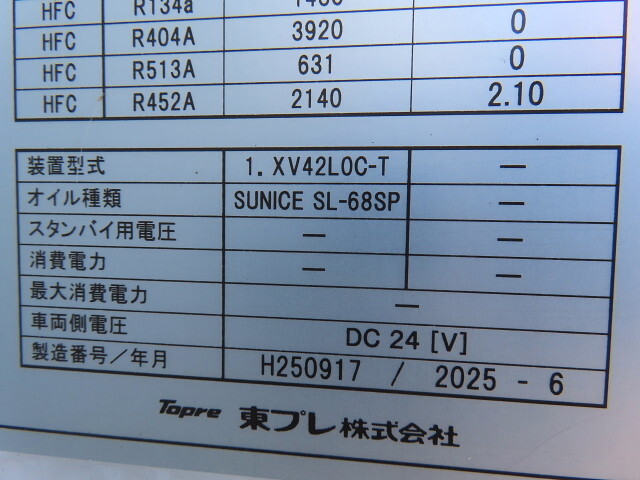 HFC R134a
HFC R404A 3920 0
HFC R513A 631 0
HFC R452A 2140 2.10
装置型式 1. XV42LOC-T —
オイル種類 SUNICE SL-68SP —
スタンバイ用電圧 — —
消費電力 — —
最大消費電力 —
車両側電圧 DC 24 [V]
製造番号／年月 H250917 / 2025 - 6
Topre 東プレ株式会社